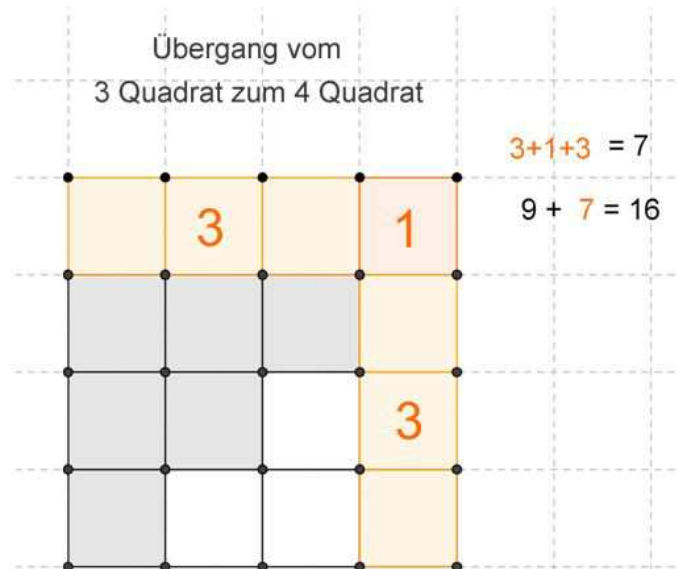 Übergang vom
3 Quadrat zum 4 Quadrat
3+1+3 = 7
9 + 7 = 16
3
1
3